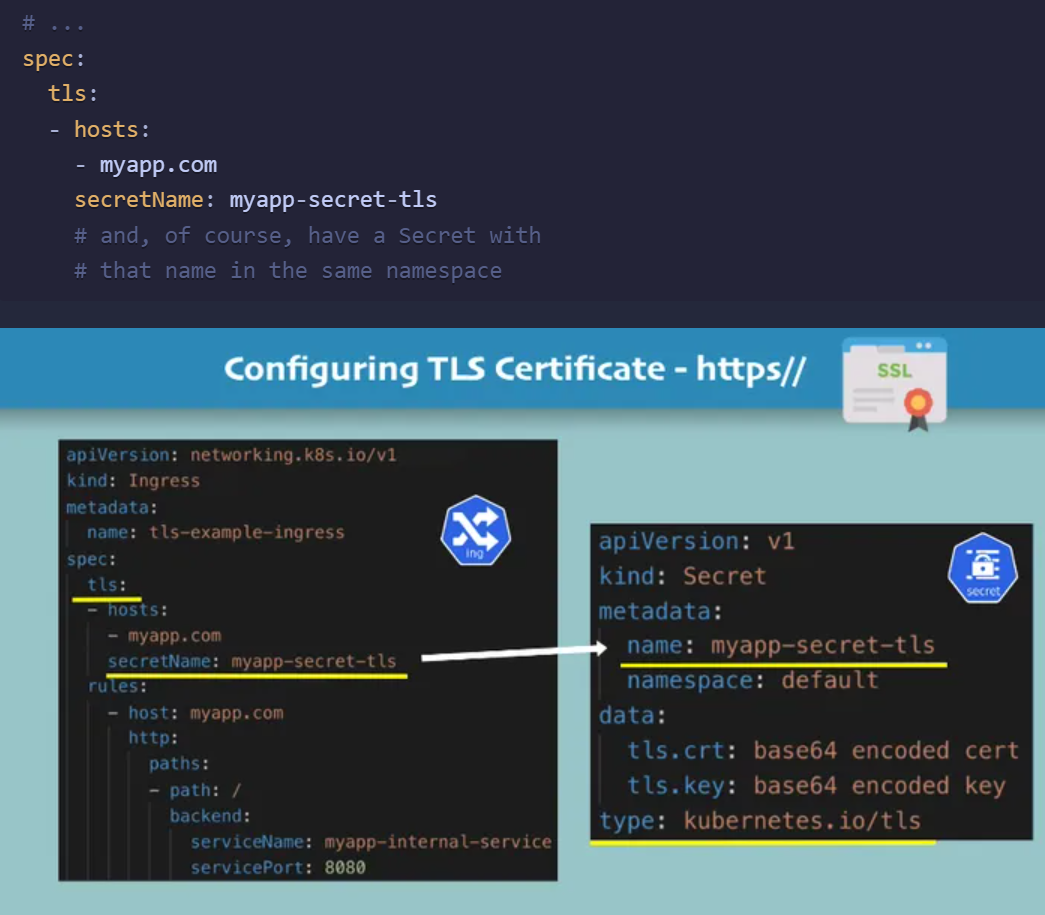 # ...
spec:
  tls:
  - hosts:
    - myapp.com
    secretName: myapp-secret-tls
    # and, of course, have a Secret with
    # that name in the same namespace
Configuring TLS Certificate - https//
SSL
apiVersion: networking.k8s.io/v1
kind: Ingress
metadata:
  name: tls-example-ingress
spec:
  tls:
  - hosts:
    - myapp.com
    secretName: myapp-secret-tls
  rules:
    - host: myapp.com
      http:
        paths:
        - path: /
          backend:
            serviceName: myapp-internal-service
            servicePort: 8080
ing
apiVersion: v1
kind: Secret
metadata:
  name: myapp-secret-tls
  namespace: default
data:
  tls.crt: base64 encoded cert
  tls.key: base64 encoded key
type: kubernetes.io/tls
secret